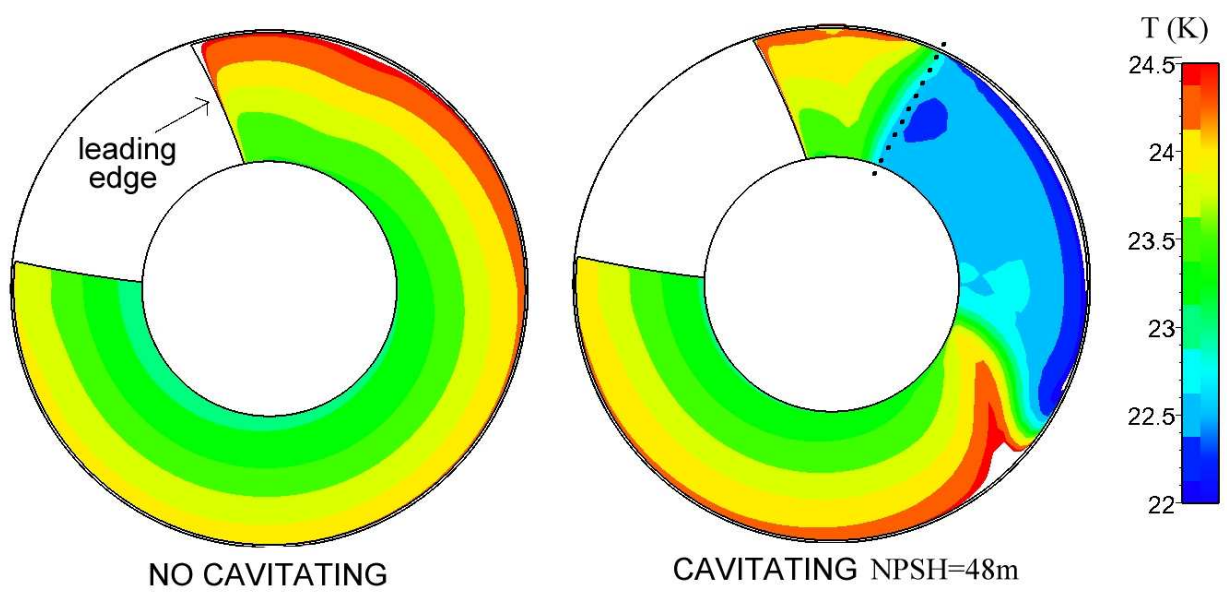 T (K)
24.5
leading
edge
24
23.5
23
22.5
22
NO CAVITATING
CAVITATING NPSH=48m